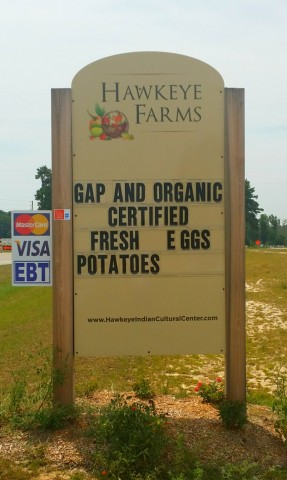 HAWKEYE
FARMS
GAP AND ORGANIC
CERTIFIED
FRESH EGGS
POTATOES
MasterCard
VISA
EBT
www.HawkeyeIndianCulturalCenter.com